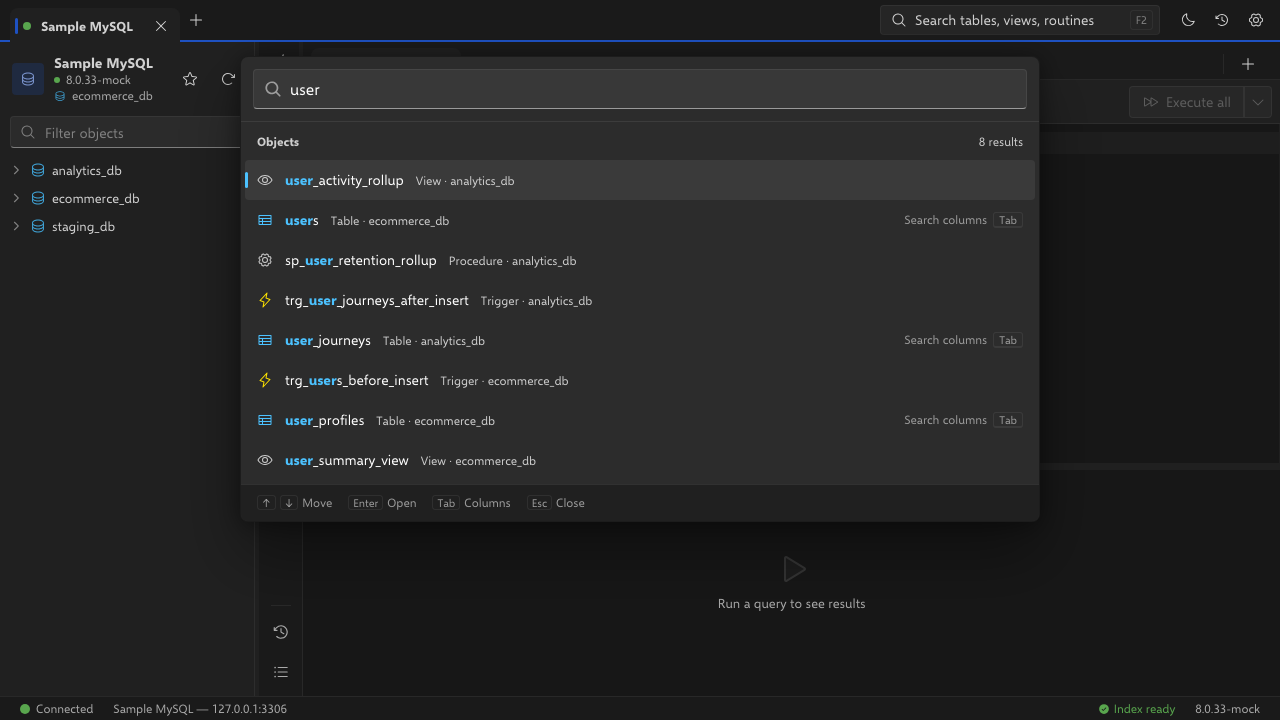 Sample MySQL
Search tables, views, routines F2
Sample MySQL
8.0.33-mock
ecommerce_db
Filter objects
analytics_db
ecommerce_db
staging_db
Execute all
user
Objects 8 results
user_activity_rollup View · analytics_db
users Table · ecommerce_db Search columns Tab
sp_user_retention_rollup Procedure · analytics_db
trg_user_journeys_after_insert Trigger · analytics_db
user_journeys Table · analytics_db Search columns Tab
trg_users_before_insert Trigger · ecommerce_db
user_profiles Table · ecommerce_db Search columns Tab
user_summary_view View · ecommerce_db
↑ ↓ Move Enter Open Tab Columns Esc Close
Run a query to see results
Connected Sample MySQL — 127.0.0.1:3306 Index ready 8.0.33-mock